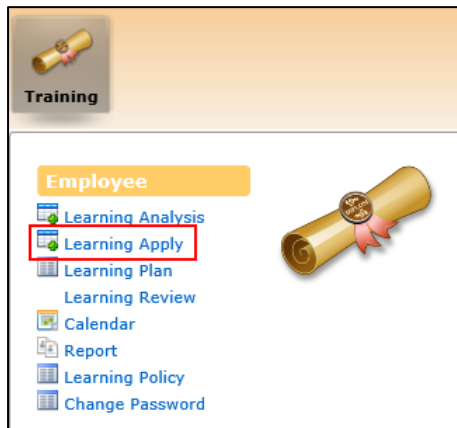 Training
Employee
Learning Analysis
Learning Apply
Learning Plan
Learning Review
Calendar
Report
Learning Policy
Change Password